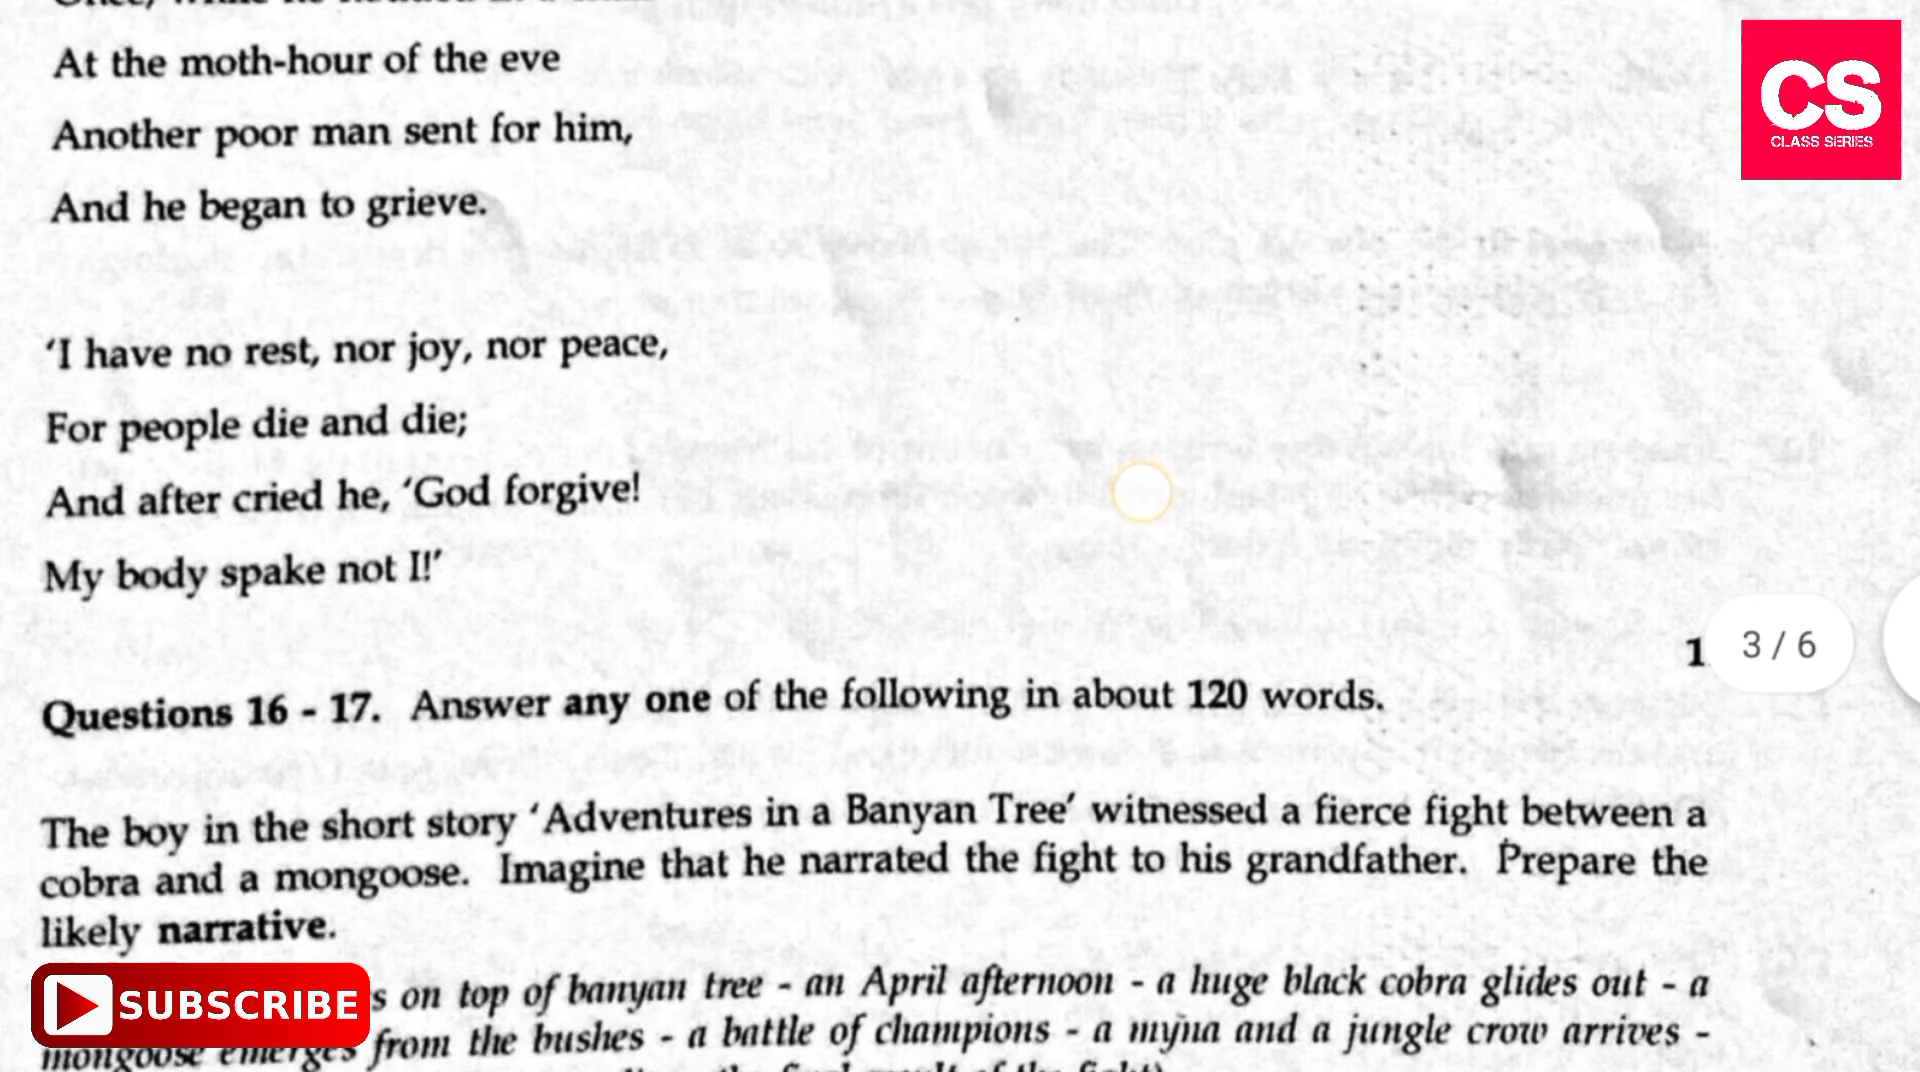 At the moth-hour of the eve
Another poor man sent for him,
And he began to grieve.
'I have no rest, nor joy, nor peace,
For people die and die;
And after cried he, 'God forgive!
My body spake not I!'
CS
CLASS SERIES
1
3 / 6
Questions 16 - 17. Answer any one of the following in about 120 words.
The boy in the short story 'Adventures in a Banyan Tree' witnessed a fierce fight between a
cobra and a mongoose. Imagine that he narrated the fight to his grandfather. Prepare the
likely narrative.
SUBSCRIBE
s on top of banyan tree - an April afternoon - a huge black cobra glides out - a
mongoose emerges from the bushes - a battle of champions - a myna and a jungle crow arrives -